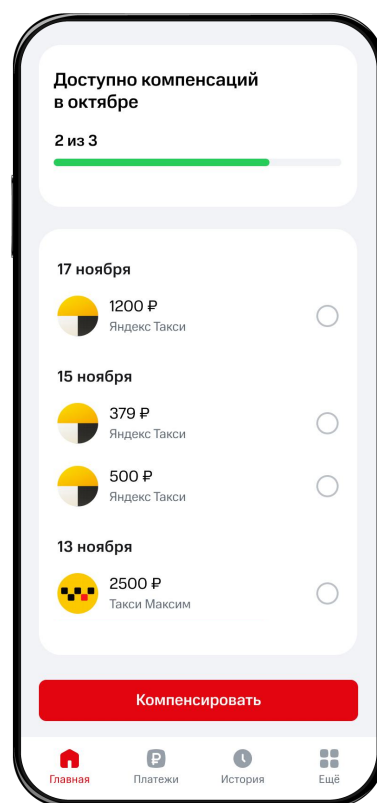 Доступно компенсаций
в октябре
2 из 3
17 ноября
1200 ₽
Яндекс Такси
15 ноября
379 ₽
Яндекс Такси
500 ₽
Яндекс Такси
13 ноября
2500 ₽
Такси Максим
Компенсировать
Главная
Платежи
История
Ещё